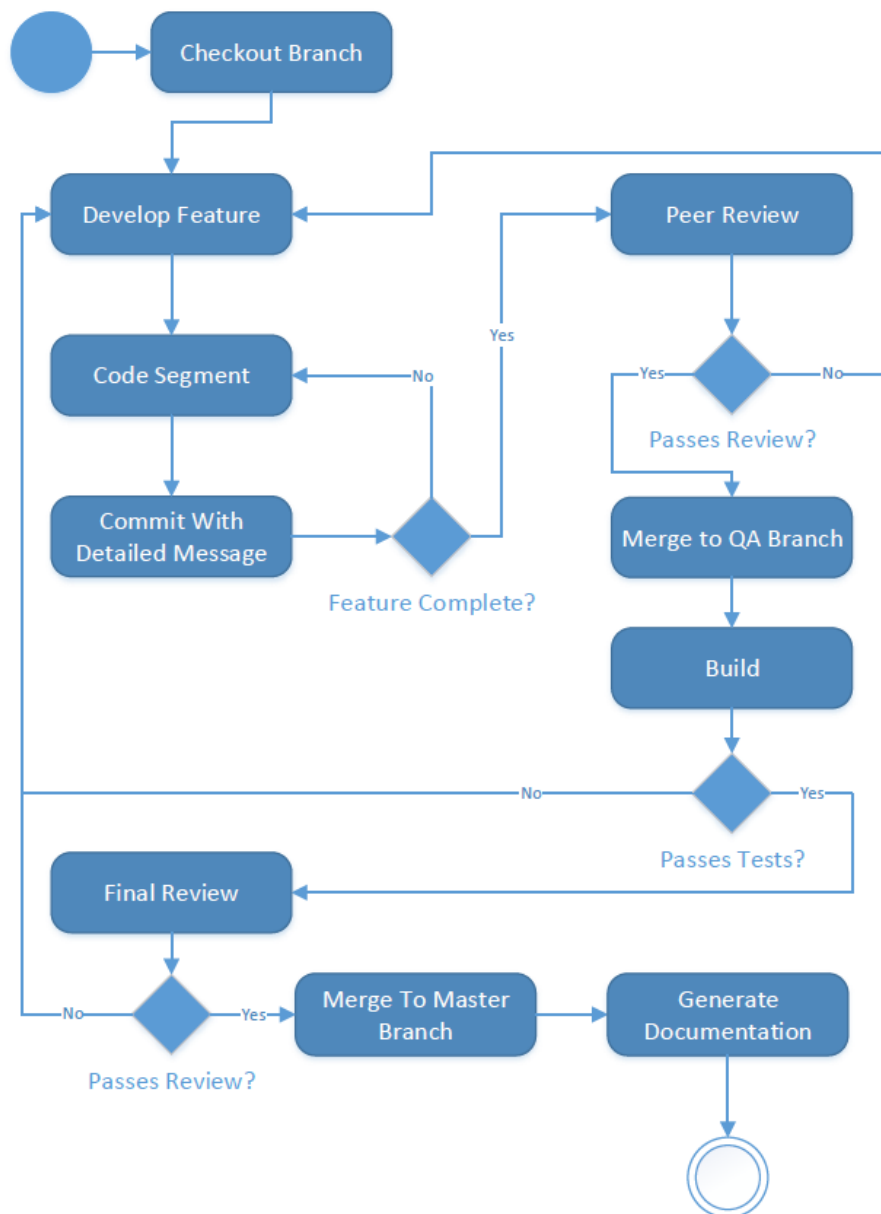 Checkout Branch
Develop Feature
Peer Review
Yes
Code Segment
No
Yes
No
Passes Review?
Commit With
Detailed Message
Merge to QA Branch
Feature Complete?
Build
No
Yes
Passes Tests?
Final Review
No
Yes
Merge To Master
Branch
Generate
Documentation
Passes Review?